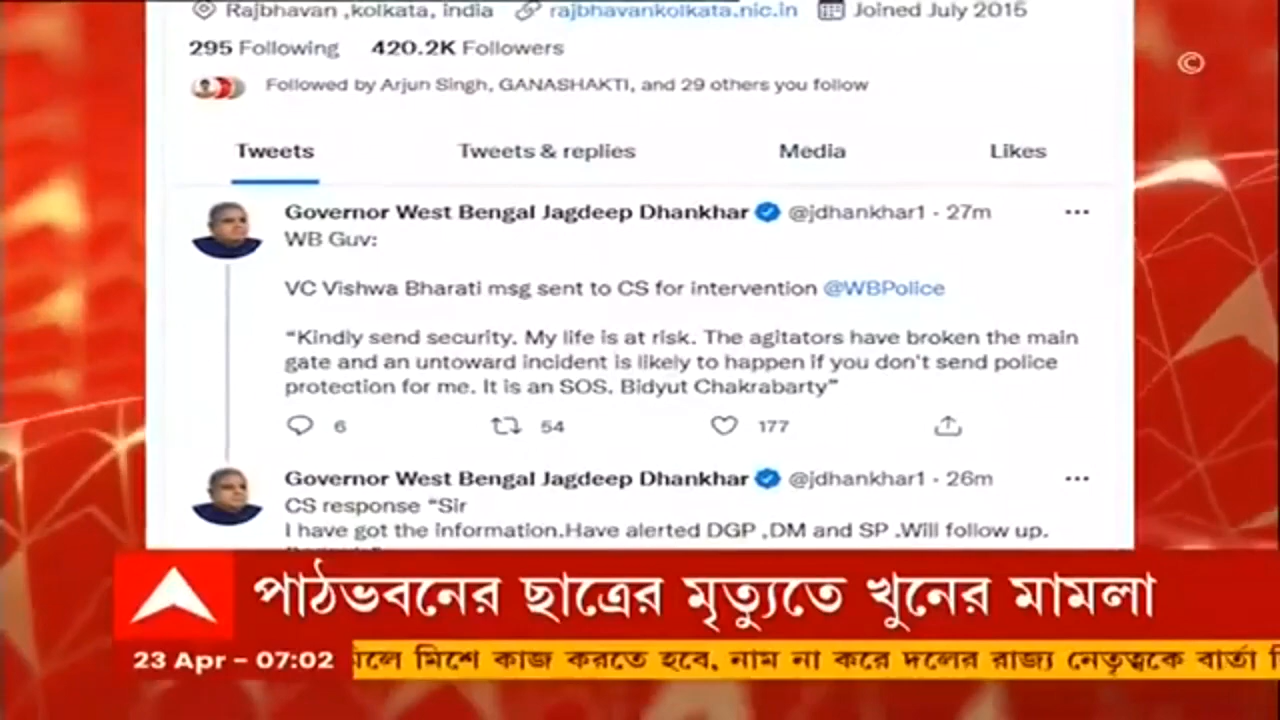 Rajbhavan ,kolkata, india rajbhavankolkata.nic.in Joined July 2015
295 Following 420.2K Followers
Followed by Arjun Singh, GANASHAKTI, and 29 others you follow
Tweets Tweets & replies Media Likes
Governor West Bengal Jagdeep Dhankhar @jdhankhar1 · 27m
WB Guv:
VC Vishwa Bharati msg sent to CS for intervention @WBPolice
“Kindly send security. My life is at risk. The agitators have broken the main
gate and an untoward incident is likely to happen if you don't send police
protection for me. It is an SOS. Bidyut Chakrabarty”
6 54 177
Governor West Bengal Jagdeep Dhankhar @jdhankhar1 · 26m
CS response “Sir
I have got the information.Have alerted DGP ,DM and SP .Will follow up.
©
পাঠভবনের ছাত্রের মৃত্যুতে খুনের মামলা
23 Apr – 07:02
মিশে কাজ করতে হবে, নাম না করে দলের রাজ্য নেতৃত্বকে বার্তা